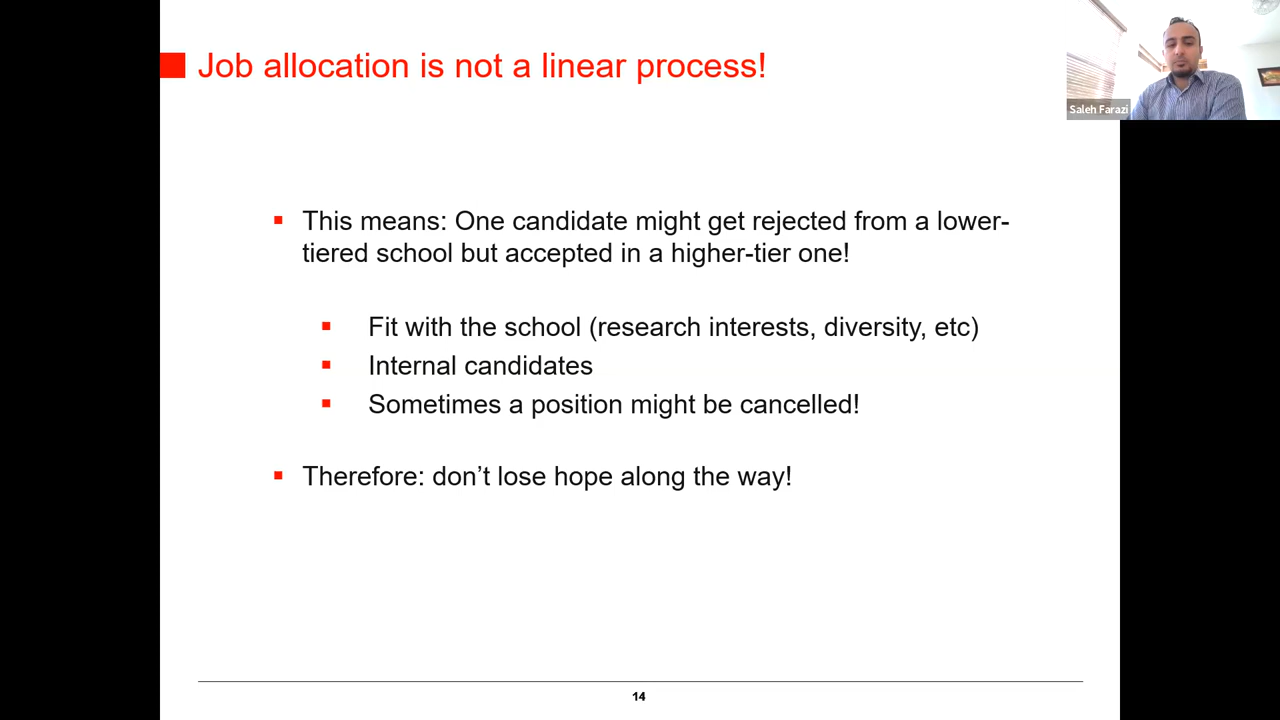 Job allocation is not a linear process!
Saleh Farazi
This means: One candidate might get rejected from a lower-
tiered school but accepted in a higher-tier one!
Fit with the school (research interests, diversity, etc)
Internal candidates
Sometimes a position might be cancelled!
Therefore: don’t lose hope along the way!
14